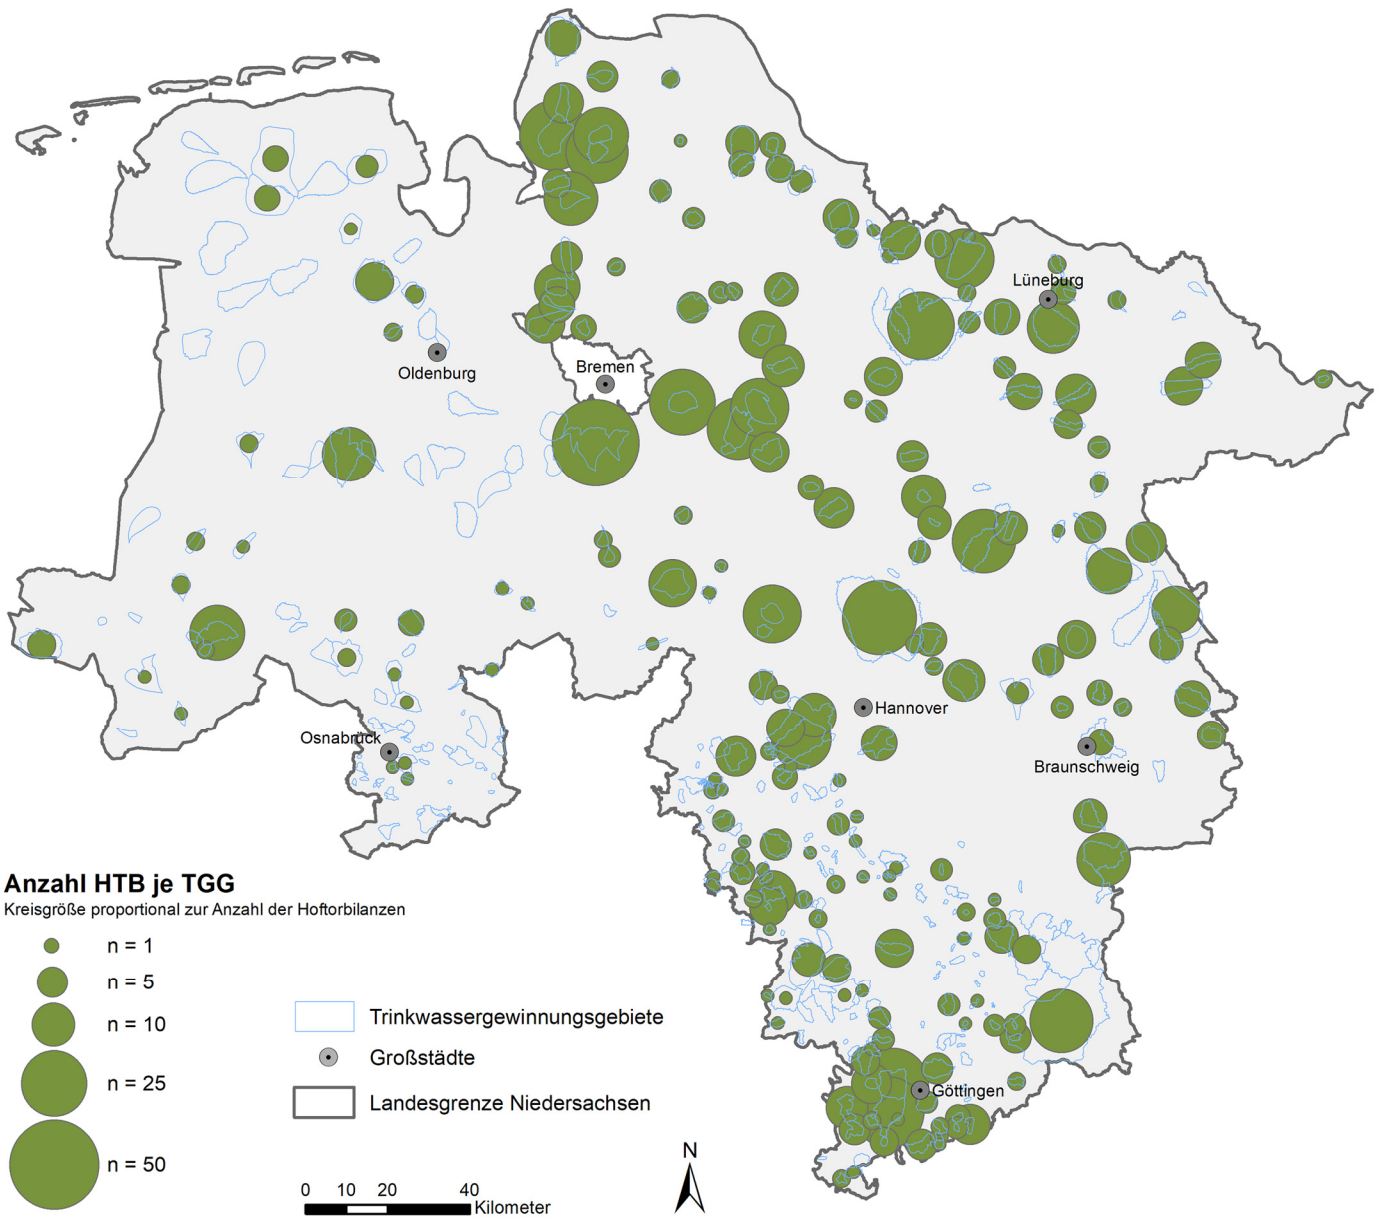 Lüneburg
Bremen
Oldenburg
Hannover
Osnabrück
Braunschweig
Göttingen
Anzahl HTB je TGG
Kreisgröße proportional zur Anzahl der Hoftorbilanzen
n = 1
n = 5
n = 10
n = 25
n = 50
Trinkwassergewinnungsgebiete
Großstädte
Landesgrenze Niedersachsen
0 10 20 40
Kilometer
N